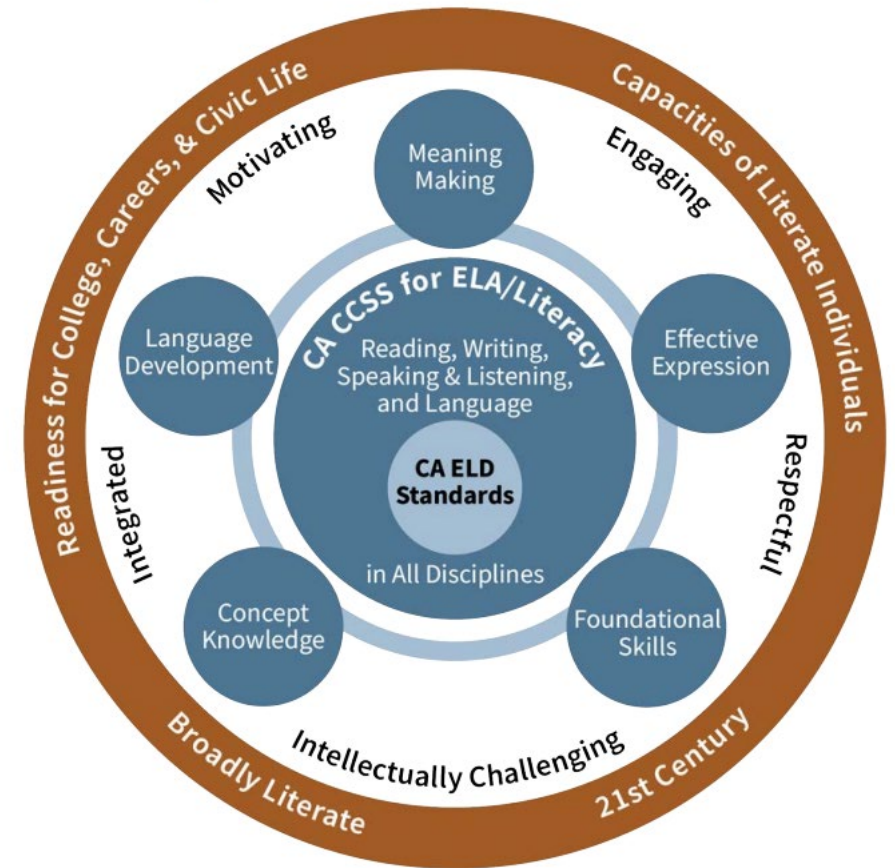 Readiness for College, Careers, & Civic Life
Capacities of Literate Individuals
Motivating
Engaging
Meaning
Making
Language
Development
Effective
Expression
CA CCSS for ELA/Literacy
Reading, Writing,
Speaking & Listening,
and Language
CA ELD
Standards
in All Disciplines
Integrated
Respectful
Concept
Knowledge
Foundational
Skills
Intellectually Challenging
Broadly Literate
21st Century